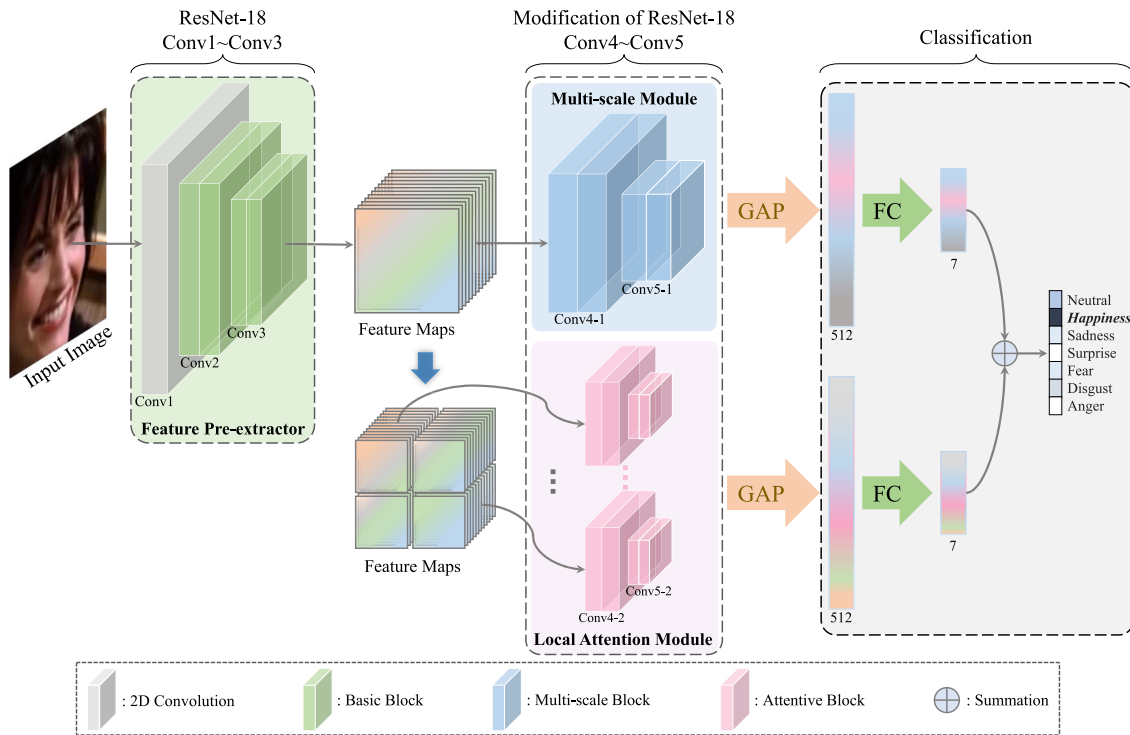 ResNet-18
Conv1~Conv3
Modification of ResNet-18
Conv4~Conv5
Classification
Input Image
Conv1
Conv2
Conv3
Feature Pre-extractor
Feature Maps
Feature Maps
Multi-scale Module
Conv4-1
Conv5-1
Conv4-2
Conv5-2
Local Attention Module
GAP
GAP
512
FC
7
512
FC
7
Neutral
Happiness
Sadness
Surprise
Fear
Disgust
Anger
: 2D Convolution
: Basic Block
: Multi-scale Block
: Attentive Block
: Summation